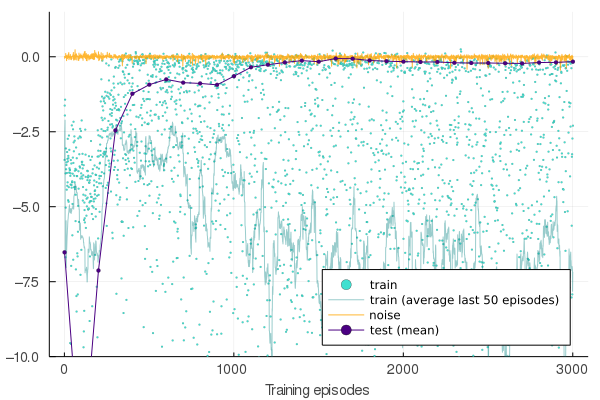 0.0
−2.5
−5.0
−7.5
−10.0
train
train (average last 50 episodes)
noise
test (mean)
0
1000
2000
3000
Training episodes